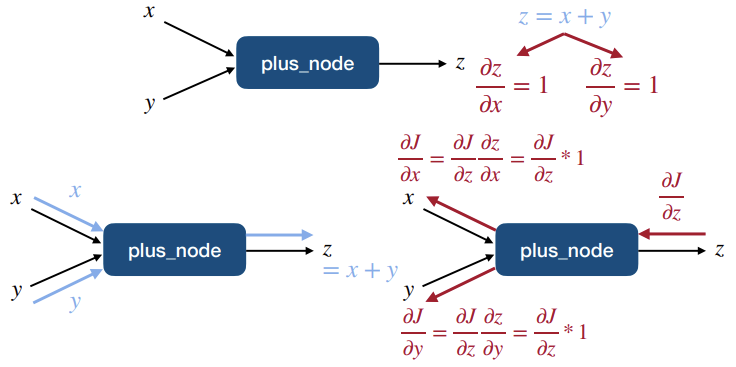 x
z = x + y
plus_node
z
∂z/∂x = 1
∂z/∂y = 1
y
∂J/∂x = ∂J/∂z ∂z/∂x = ∂J/∂z * 1
x
x
plus_node
z
= x + y
y
y
x
∂J/∂z
plus_node
z
y
∂J/∂y = ∂J/∂z ∂z/∂y = ∂J/∂z * 1